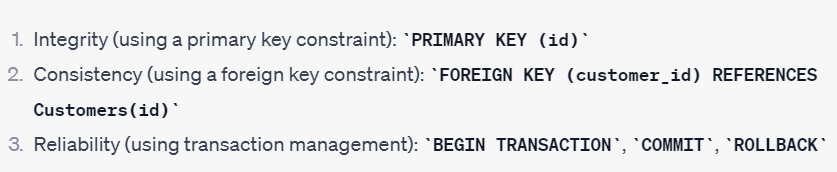 1. Integrity (using a primary key constraint): `PRIMARY KEY (id)`
2. Consistency (using a foreign key constraint): `FOREIGN KEY (customer_id) REFERENCES
Customers(id)`
3. Reliability (using transaction management): `BEGIN TRANSACTION`, `COMMIT`, `ROLLBACK`